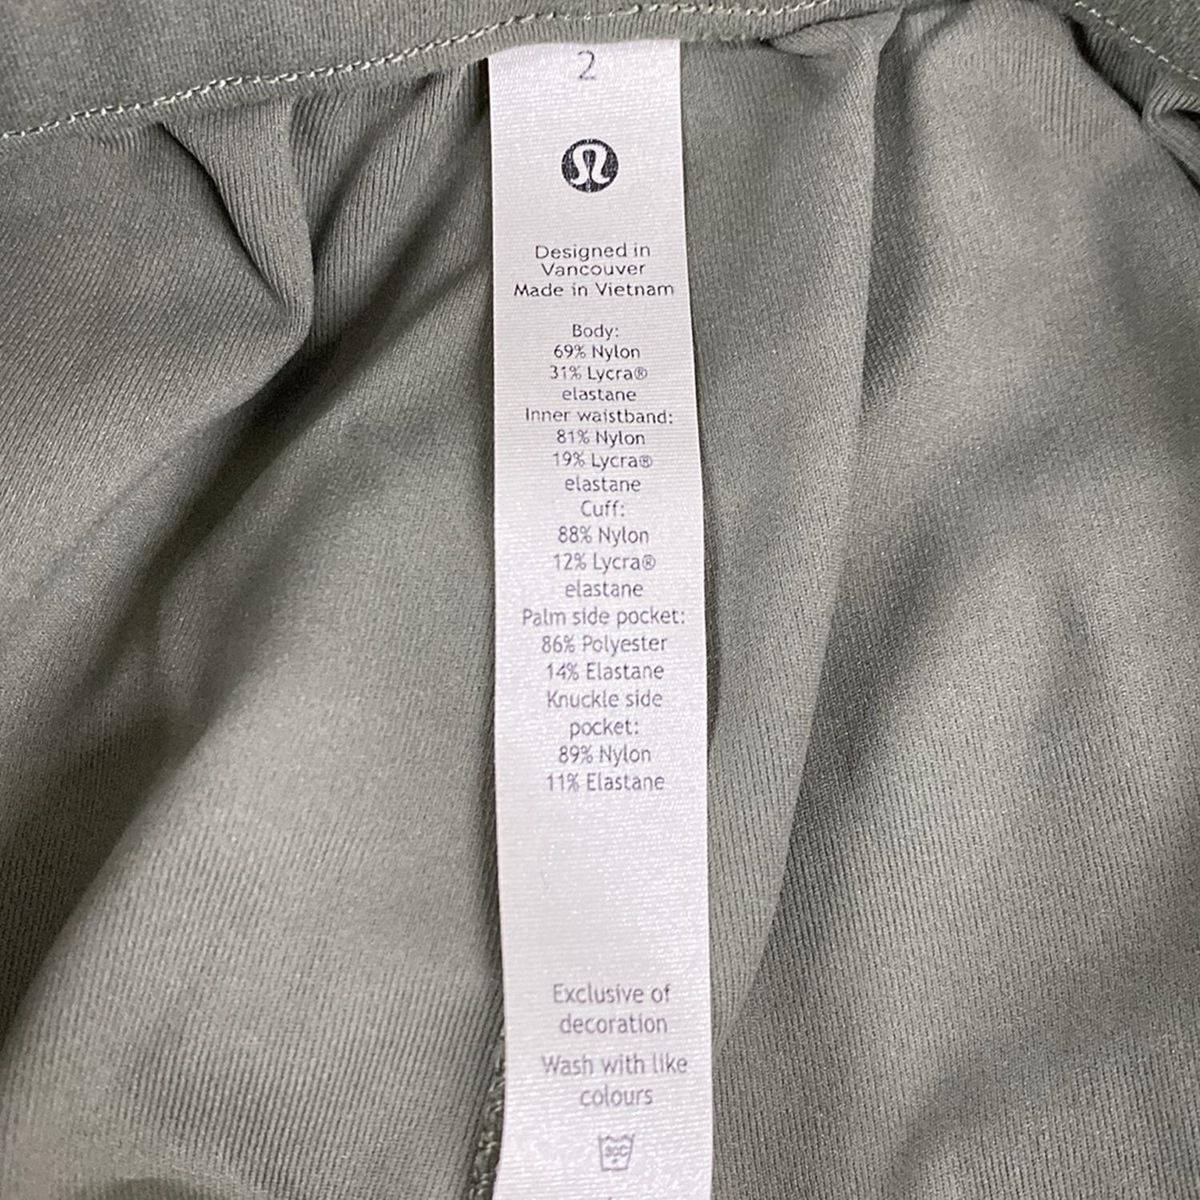 2
Designed in
Vancouver
Made in Vietnam
Body:
69% Nylon
31% Lycra®
elastane
Inner waistband:
81% Nylon
19% Lycra®
elastane
Cuff:
88% Nylon
12% Lycra®
elastane
Palm side pocket:
86% Polyester
14% Elastane
Knuckle side
pocket:
89% Nylon
11% Elastane
Exclusive of
decoration
Wash with like
colours
30C